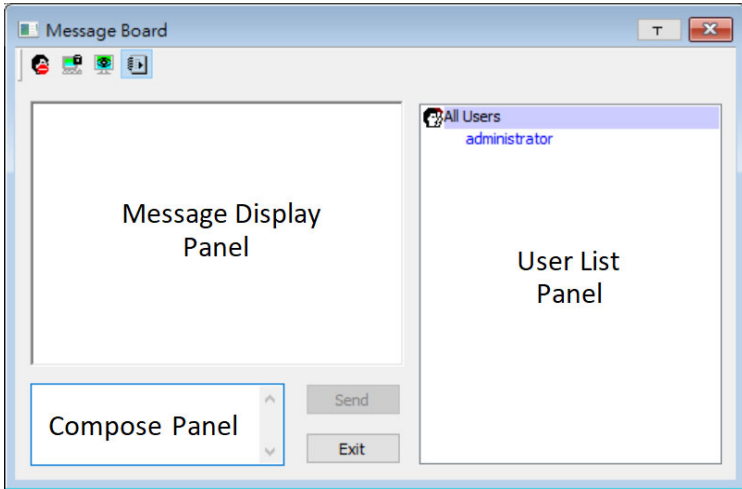 Message Board
All Users
administrator
Message Display
Panel
User List
Panel
Compose Panel
Send
Exit